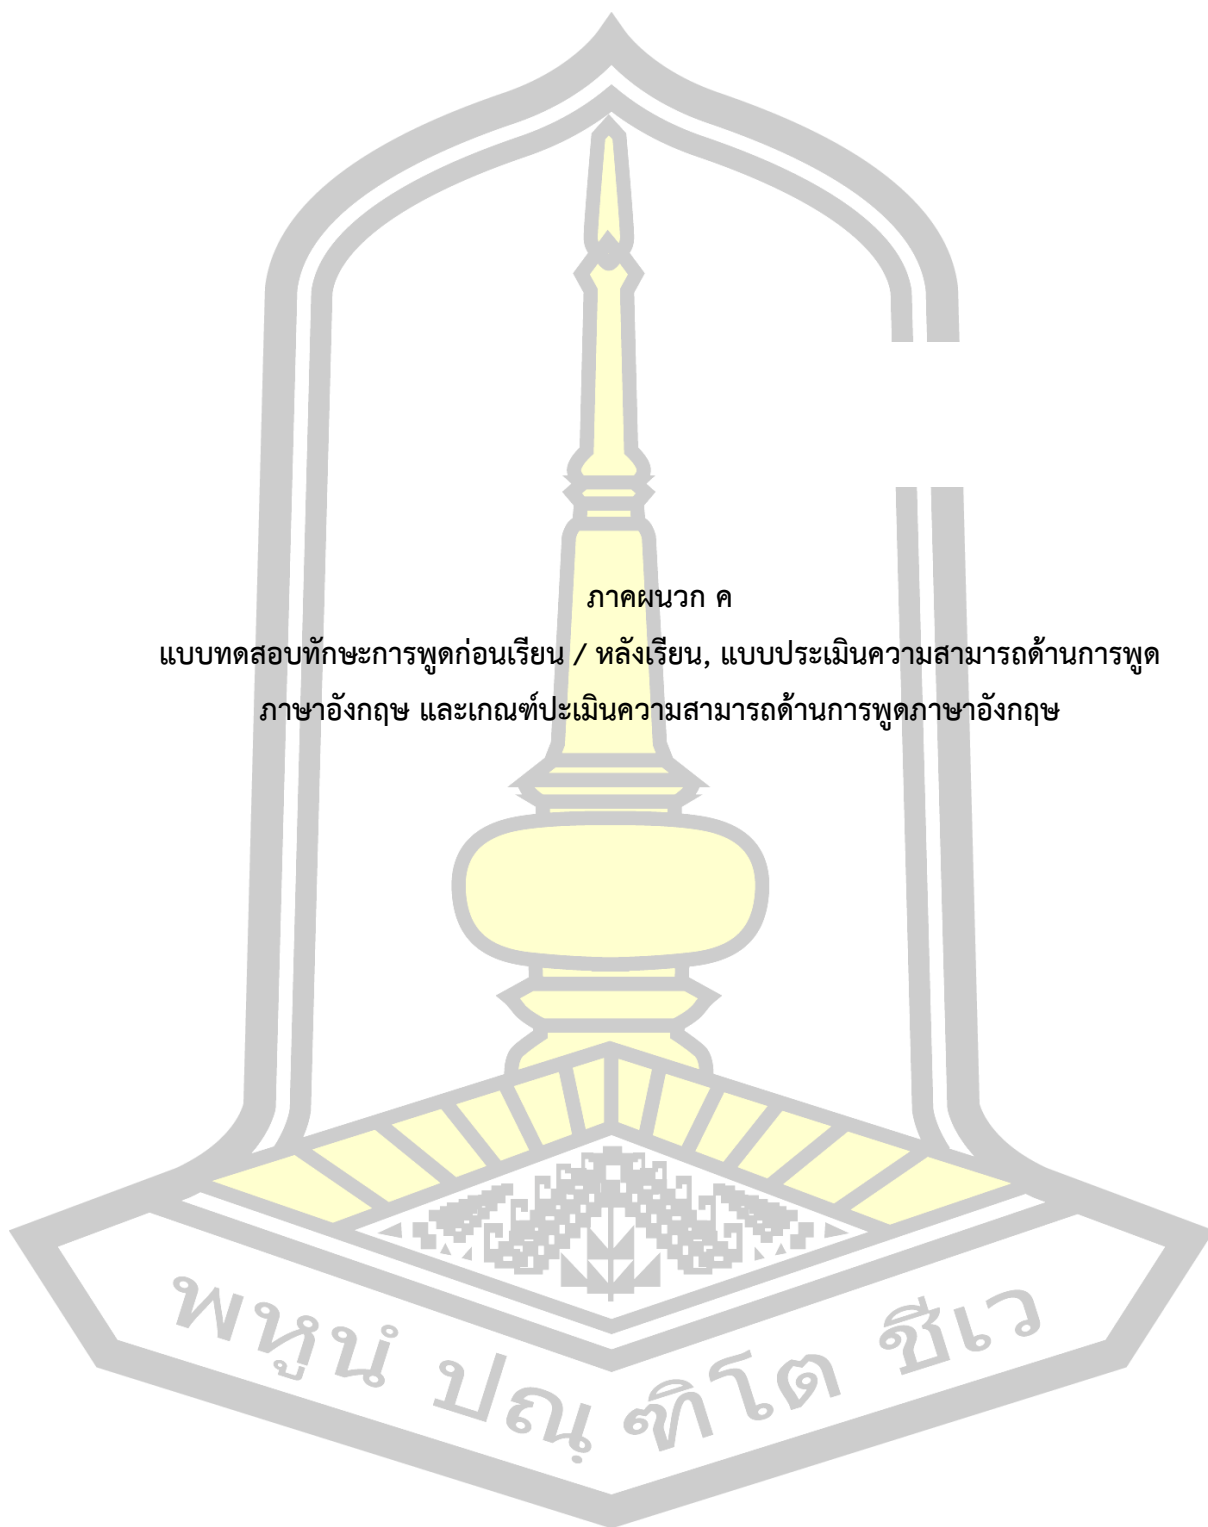 ภาคผนวก ค
แบบทดสอบทักษะการพูดก่อนเรียน / หลังเรียน, แบบประเมินความสามารถด้านการพูด
ภาษาอังกฤษ และเกณฑ์ปะเมินความสามารถด้านการพูดภาษาอังกฤษ
พหูนํ ปณฺ ฑิโต ชีเว